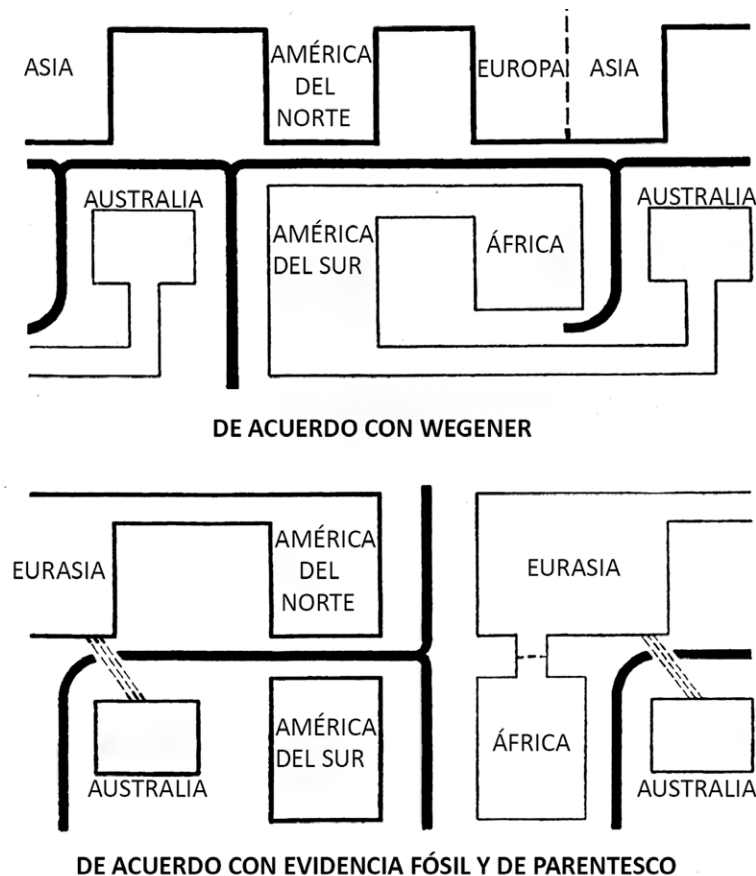 ASIA
AMÉRICA
DEL
NORTE
EUROPA
ASIA
AUSTRALIA
AMÉRICA
DEL SUR
ÁFRICA
AUSTRALIA
DE ACUERDO CON WEGENER
EURASIA
AMÉRICA
DEL
NORTE
EURASIA
AUSTRALIA
AMÉRICA
DEL SUR
ÁFRICA
AUSTRALIA
DE ACUERDO CON EVIDENCIA FÓSIL Y DE PARENTESCO